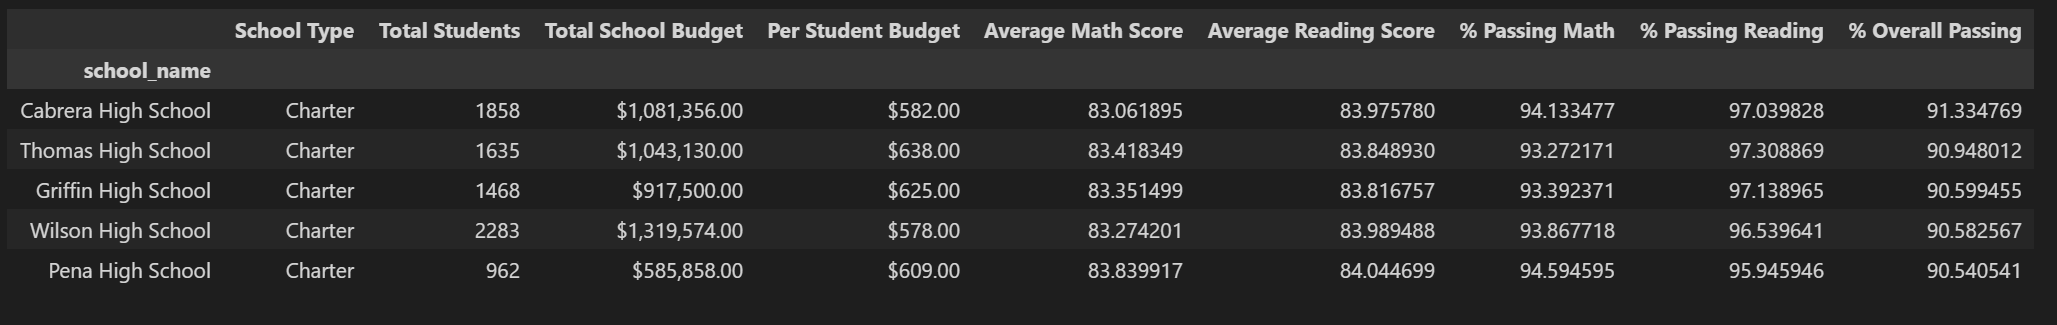 School Type Total Students Total School Budget Per Student Budget Average Math Score Average Reading Score % Passing Math % Passing Reading % Overall Passing
school_name
Cabrera High School Charter 1858 $1,081,356.00 $582.00 83.061895 83.975780 94.133477 97.039828 91.334769
Thomas High School Charter 1635 $1,043,130.00 $638.00 83.418349 83.848930 93.272171 97.308869 90.948012
Griffin High School Charter 1468 $917,500.00 $625.00 83.351499 83.816757 93.392371 97.138965 90.599455
Wilson High School Charter 2283 $1,319,574.00 $578.00 83.274201 83.989488 93.867718 96.539641 90.582567
Pena High School Charter 962 $585,858.00 $609.00 83.839917 84.044699 94.594595 95.945946 90.540541